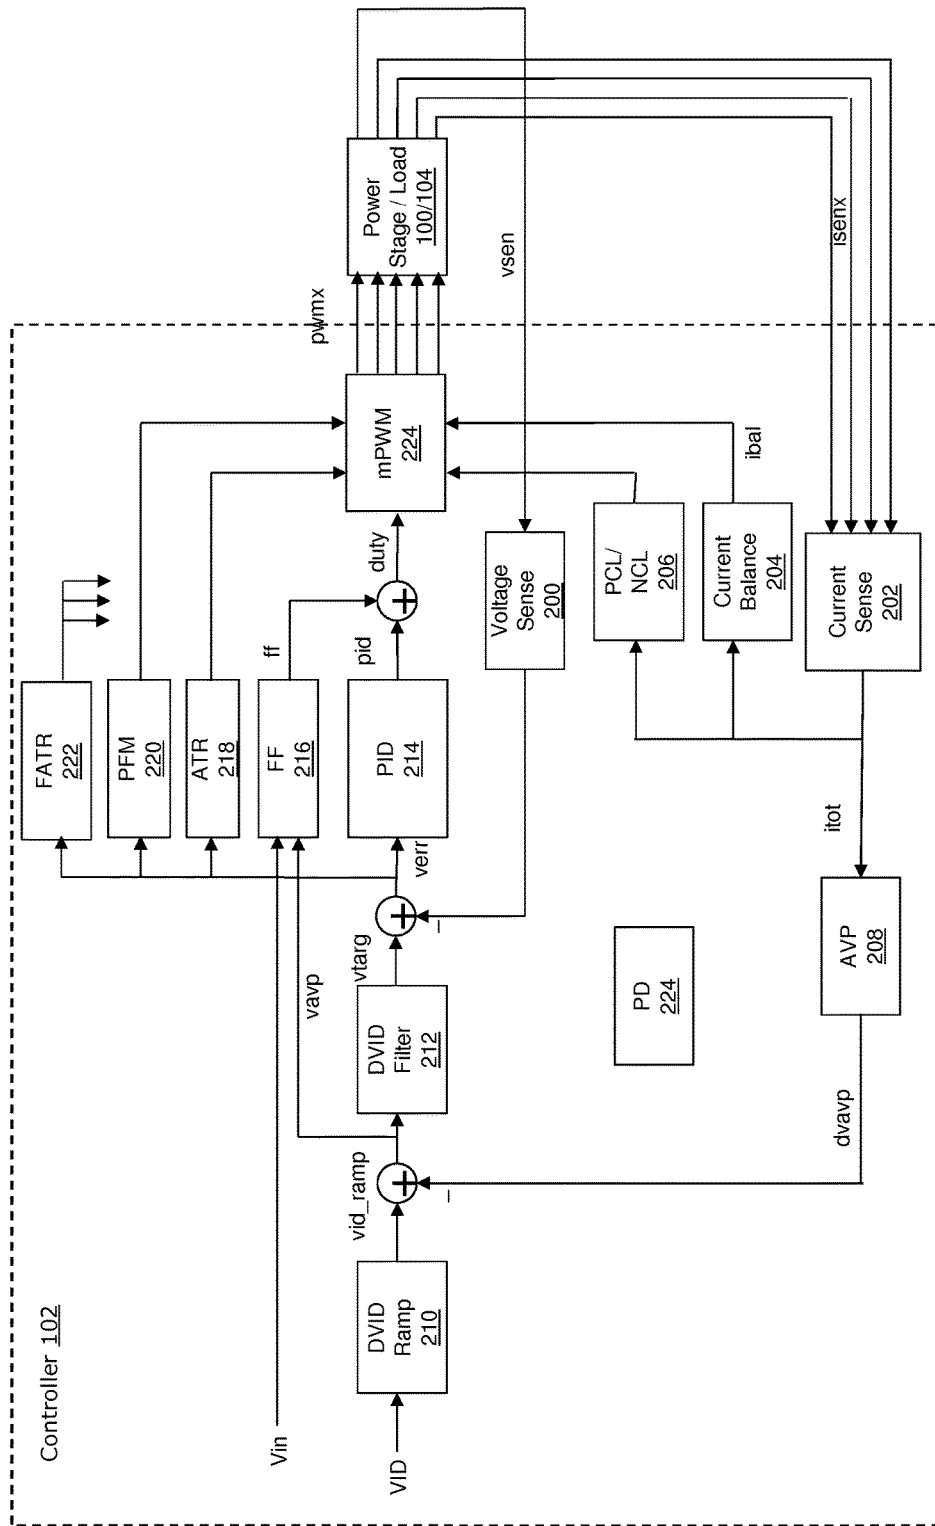 Controller 102
FATR
222
PFM
220
ATR
218
FF
216
ff
Vin
vavp
VID
DVID
Ramp
210
vid_ramp
+
–
DVID
Filter
212
vtarg
+
–
verr
PID
214
pid
+
duty
mPWM
224
pwmx
Power
Stage / Load
100/104
vsen
Voltage
Sense
200
PD
224
PCL/
NCL
206
Current
Balance
204
ibal
isenx
Current
Sense
202
itot
AVP
208
dvavp